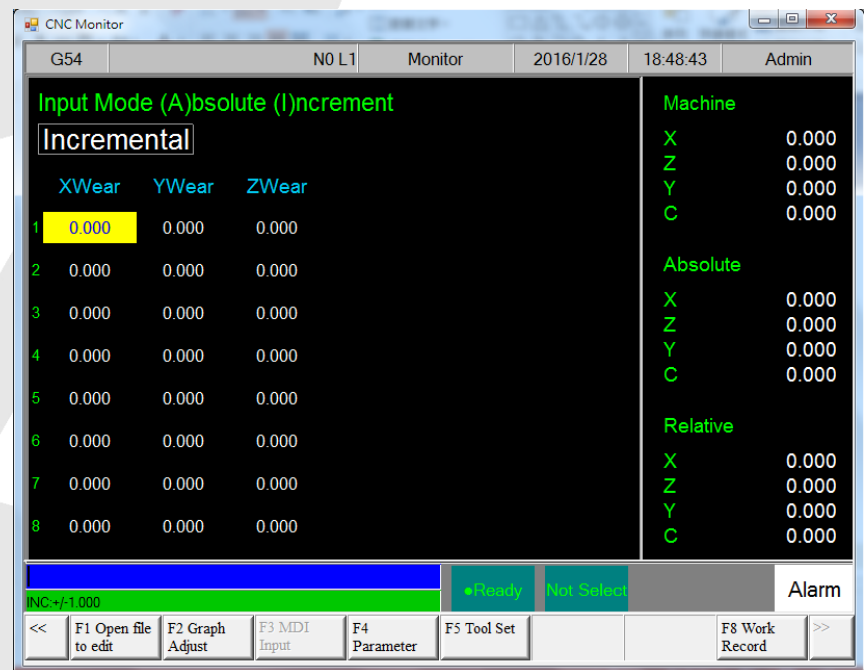 CNC Monitor
G54 N0 L1 Monitor 2016/1/28 18:48:43 Admin
Input Mode (A)bsolute (I)ncrement
Incremental
XWear YWear ZWear
1 0.000 0.000 0.000
2 0.000 0.000 0.000
3 0.000 0.000 0.000
4 0.000 0.000 0.000
5 0.000 0.000 0.000
6 0.000 0.000 0.000
7 0.000 0.000 0.000
8 0.000 0.000 0.000
Machine
X 0.000
Z 0.000
Y 0.000
C 0.000
Absolute
X 0.000
Z 0.000
Y 0.000
C 0.000
Relative
X 0.000
Z 0.000
Y 0.000
C 0.000
●Ready Not Select Alarm
INC:+/-1.000
<< F1 Open file to edit F2 Graph Adjust F3 MDI Input F4 Parameter F5 Tool Set F8 Work Record >>